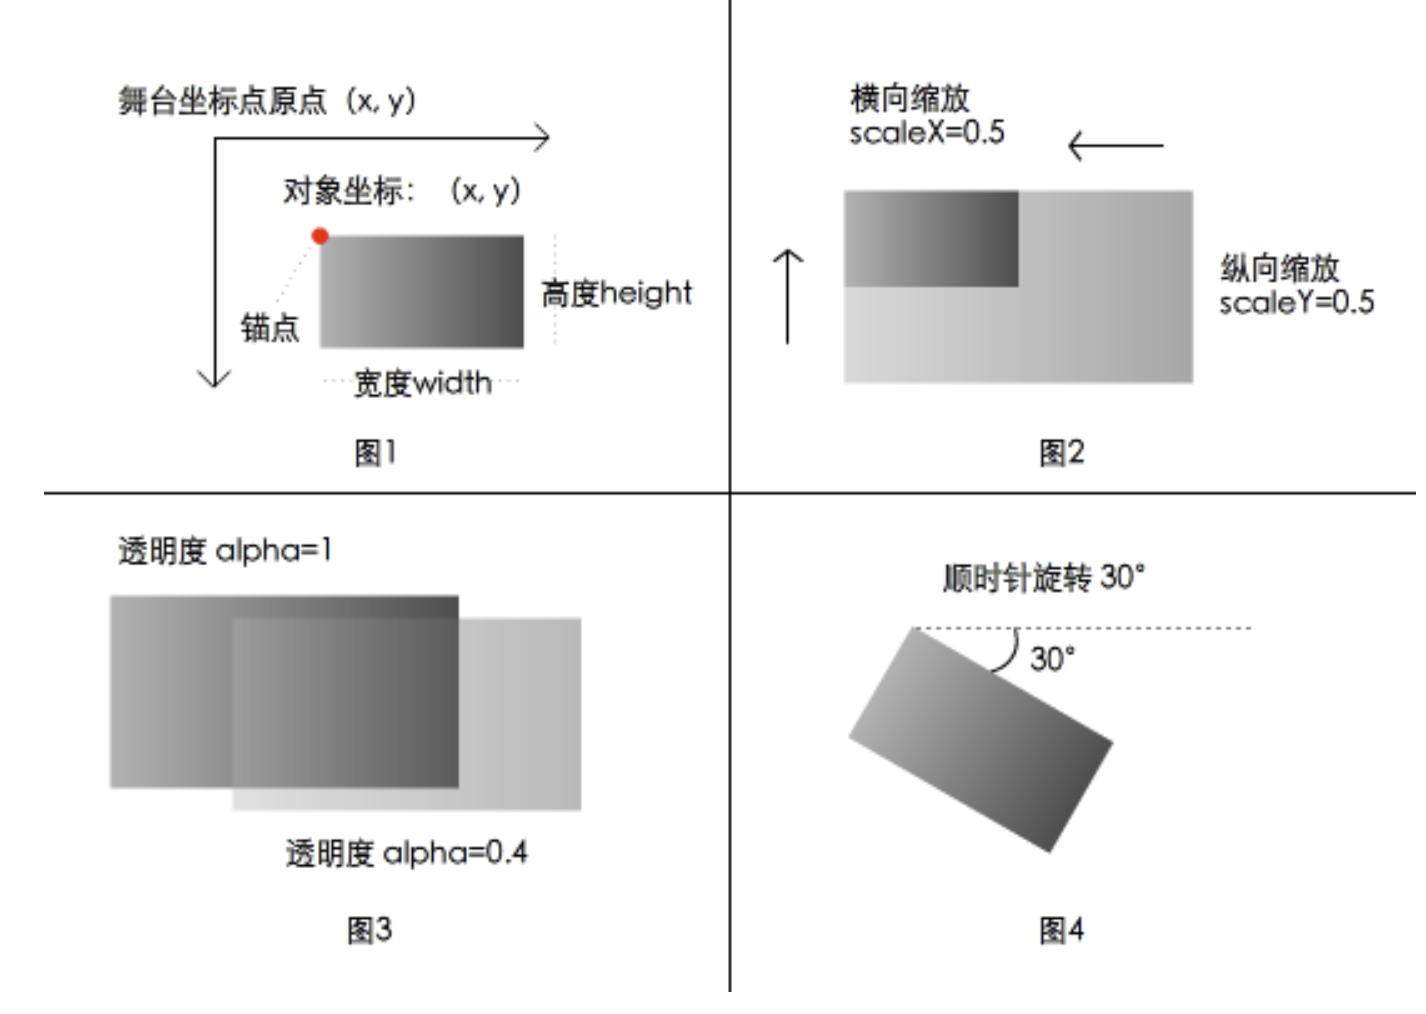 舞台坐标点原点（x, y）
对象坐标：（x, y）
锚点
高度height
宽度width
图1
横向缩放
scaleX=0.5
纵向缩放
scaleY=0.5
图2
透明度 alpha=1
透明度 alpha=0.4
图3
顺时针旋转 30°
30°
图4